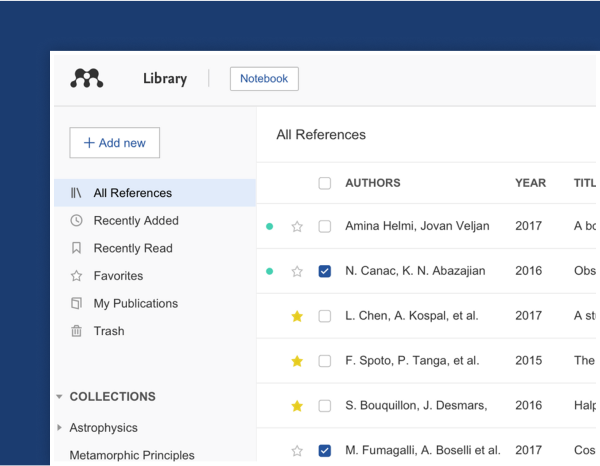 Library
Notebook
+ Add new
All References
Recently Added
Recently Read
Favorites
My Publications
Trash
COLLECTIONS
Astrophysics
Metamorphic Principles
All References
AUTHORS YEAR TITL
Amina Helmi, Jovan Veljan 2017 A bo
N. Canac, K. N. Abazajian 2016 Obs
L. Chen, A. Kospal, et al. 2017 A stu
F. Spoto, P. Tanga, et al. 2015 The
S. Bouquillon, J. Desmars, 2016 Halp
M. Fumagalli, A. Boselli et al. 2017 Cos